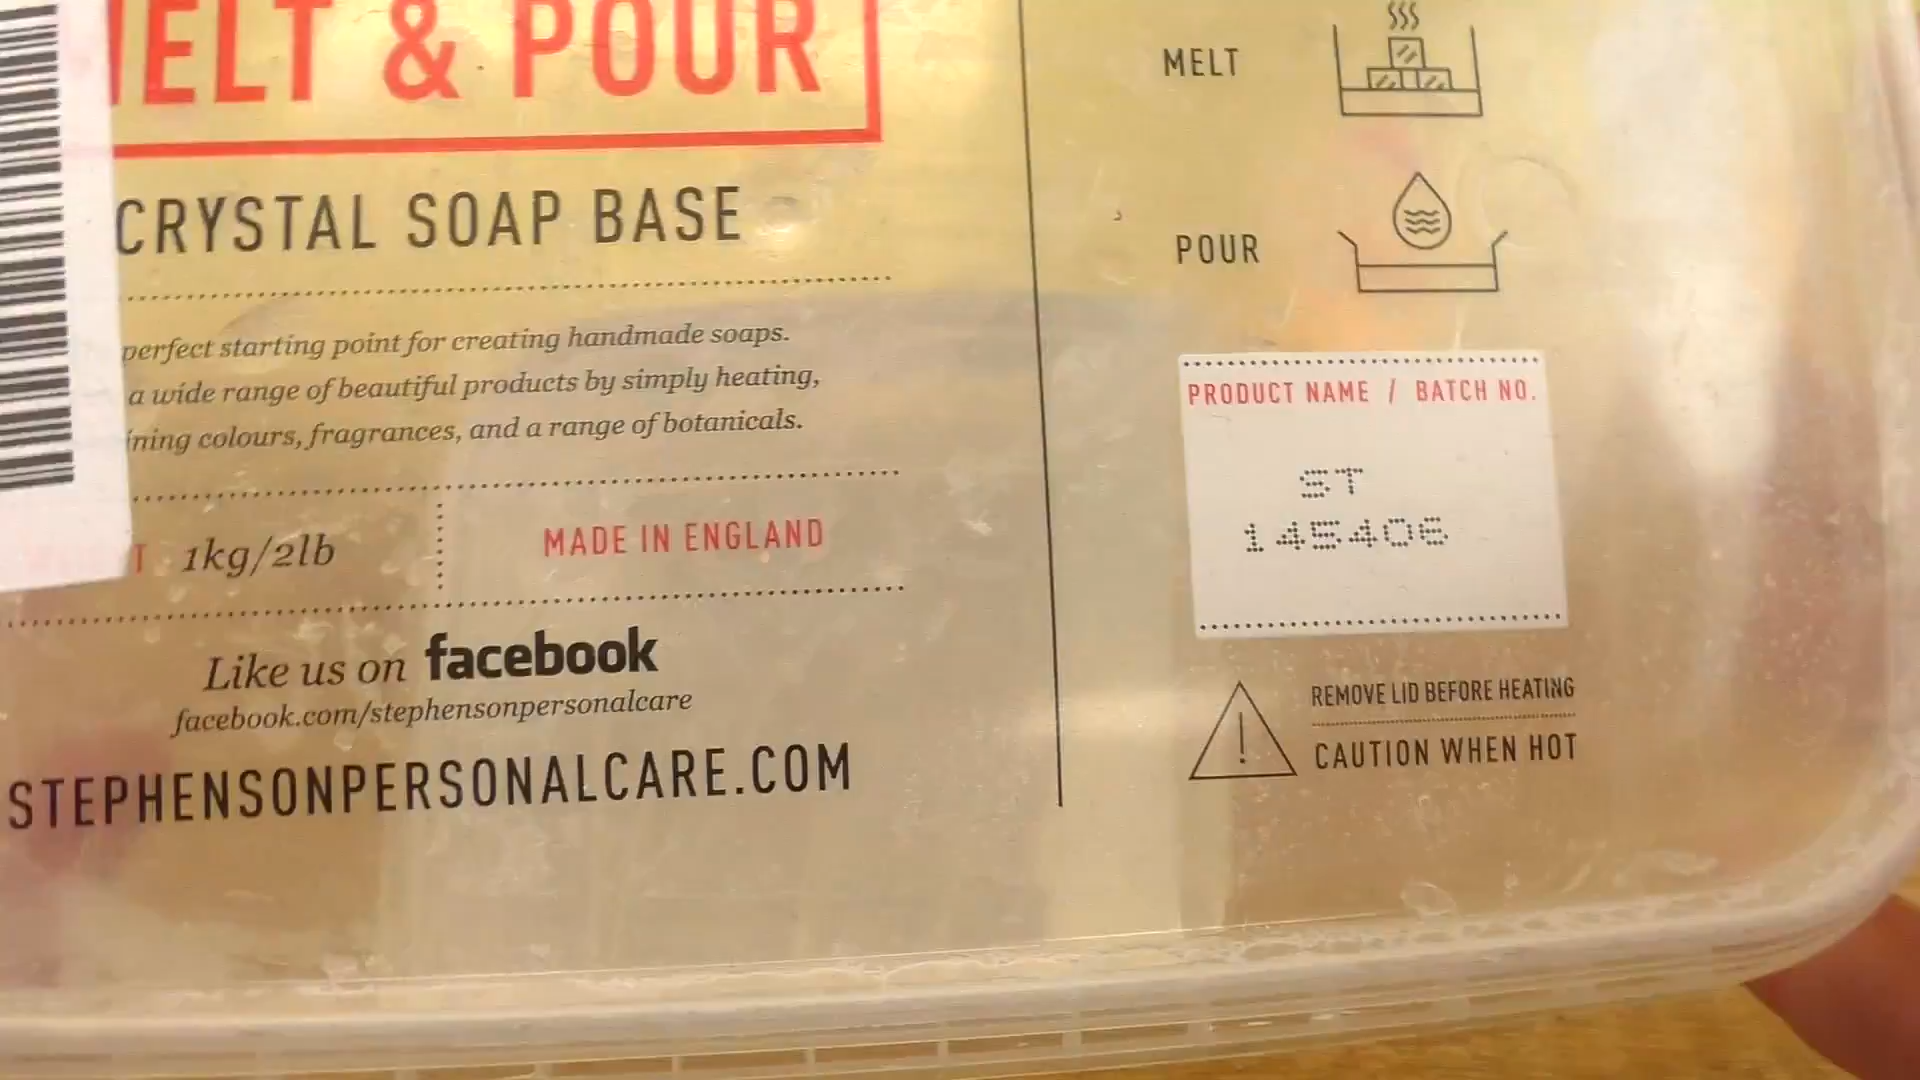 MELT & POUR
CRYSTAL SOAP BASE
perfect starting point for creating handmade soaps.
a wide range of beautiful products by simply heating,
ning colours, fragrances, and a range of botanicals.
T 1kg/2lb
MADE IN ENGLAND
Like us on facebook
facebook.com/stephensonpersonalcare
STEPHENSONPERSONALCARE.COM
MELT
POUR
PRODUCT NAME / BATCH NO.
ST
145406
REMOVE LID BEFORE HEATING
CAUTION WHEN HOT